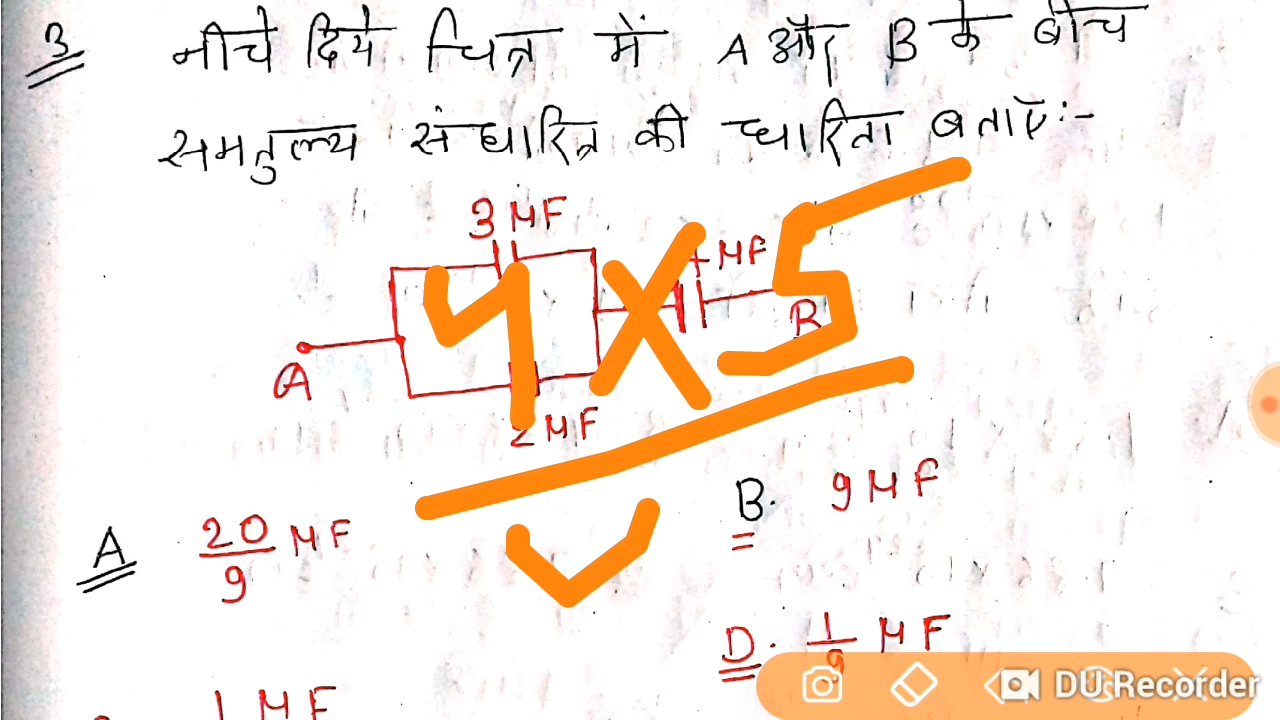 3 नीचे दिये चित्र में A और B के बीच
समतुल्य संधारित्र की धारिता बताएं:-
3 MF
MF
A
B
2 MF
4 x 5
A 20/9 MF
B. 9 MF
D. 1/9 MF
1 MF
DU Recorder